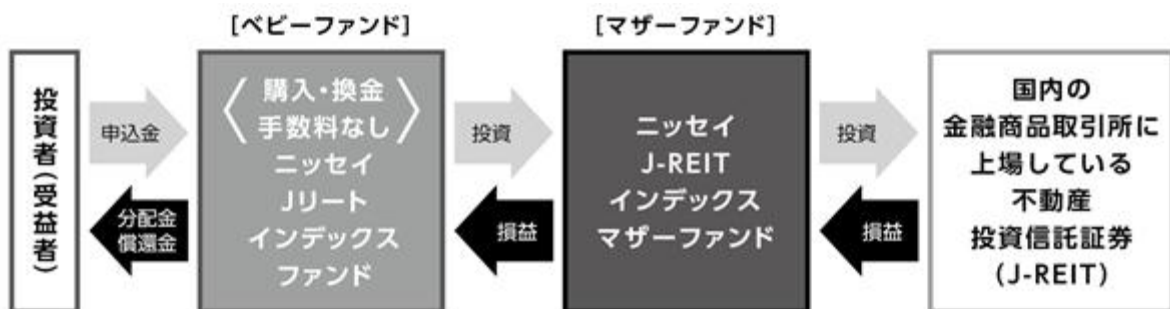 [ベビーファンド]
[マザーファンド]
投資者(受益者)
申込金
分配金
償還金
〈購入・換金
手数料なし〉
ニッセイ
Jリート
インデックス
ファンド
投資
損益
ニッセイ
J-REIT
インデックス
マザーファンド
投資
損益
国内の
金融商品取引所に
上場している
不動産
投資信託証券
(J-REIT)